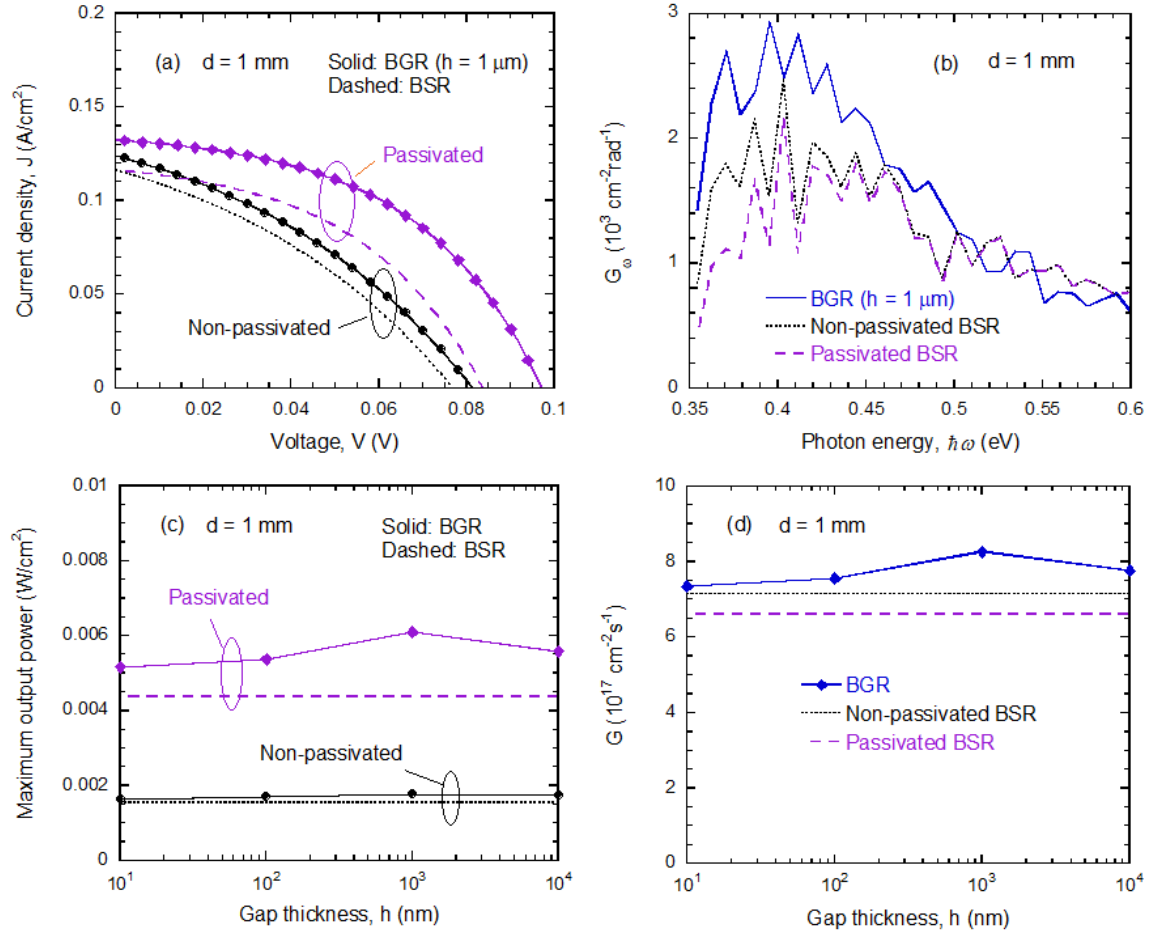 0.2
(a) d = 1 mm Solid: BGR (h = 1 μm)
Dashed: BSR
0.15
Passivated
0.1
0.05
Non-passivated
0
0 0.02 0.04 0.06 0.08 0.1
Voltage, V (V)
Current density, J (A/cm²)
3
(b) d = 1 mm
2
1
BGR (h = 1 μm)
Non-passivated BSR
Passivated BSR
0
0.35 0.4 0.45 0.5 0.55 0.6
Photon energy, ħω (eV)
Gω (10³ cm⁻²rad⁻¹)
0.01
(c) d = 1 mm Solid: BGR
Dashed: BSR
0.008
Passivated
0.006
0.004
Non-passivated
0.002
0
10¹ 10² 10³ 10⁴
Gap thickness, h (nm)
Maximum output power (W/cm²)
10
(d) d = 1 mm
8
6
BGR
4
Non-passivated BSR
Passivated BSR
2
0
10¹ 10² 10³ 10⁴
Gap thickness, h (nm)
G ( 10¹⁷ cm⁻²s⁻¹)